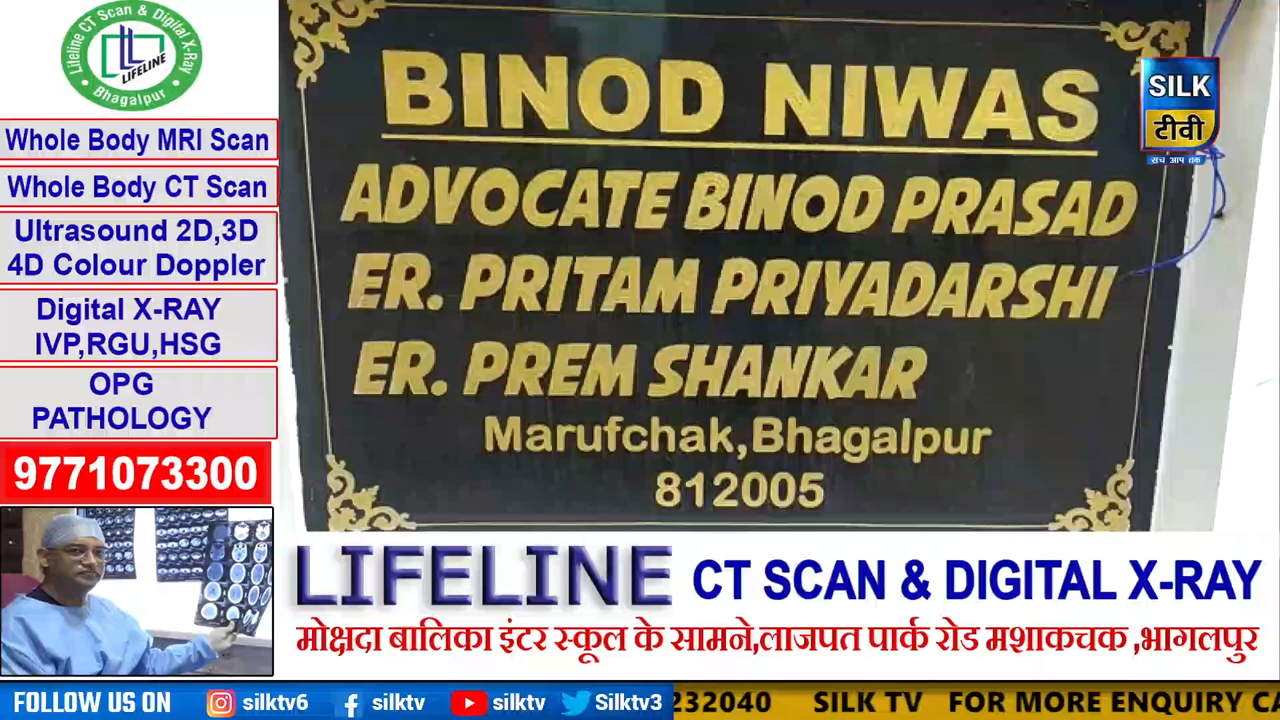 Lifeline CT Scan & Digital X-Ray
LIFELINE
Bhagalpur
Whole Body MRI Scan
Whole Body CT Scan
Ultrasound 2D,3D
4D Colour Doppler
Digital X-RAY
IVP,RGU,HSG
OPG
PATHOLOGY
9771073300
BINOD NIWAS
ADVOCATE BINOD PRASAD
ER. PRITAM PRIYADARSHI
ER. PREM SHANKAR
Marufchak,Bhagalpur
812005
SILK
टीवी
सच आप तक
LIFELINE CT SCAN & DIGITAL X-RAY
मोक्षदा बालिका इंटर स्कूल के सामने,लाजपत पार्क रोड मशाकचक ,भागलपुर
FOLLOW US ON silktv6 silktv silktv Silktv3 232040 SILK TV FOR MORE ENQUIRY CA